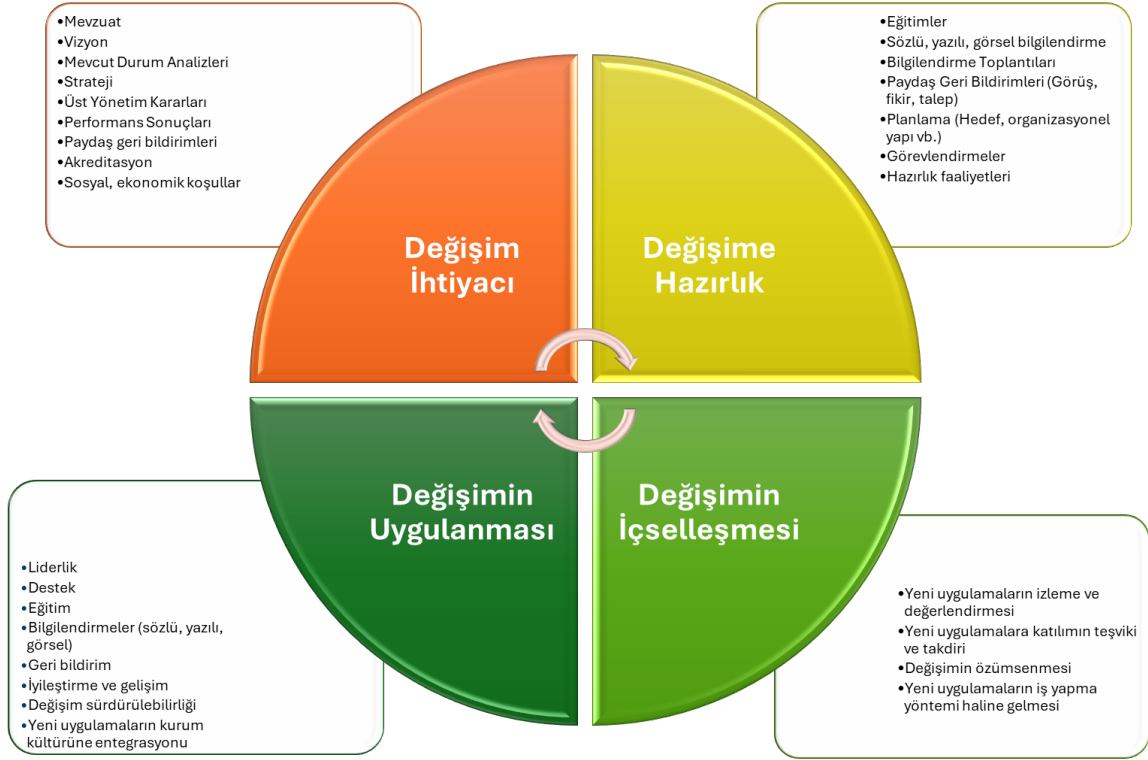 •Mevzuat
•Vizyon
•Mevcut Durum Analizleri
•Strateji
•Üst Yönetim Kararları
•Performans Sonuçları
•Paydaş geri bildirimleri
•Akreditasyon
•Sosyal, ekonomik koşullar
•Eğitimler
•Sözlü, yazılı, görsel bilgilendirme
•Bilgilendirme Toplantıları
•Paydaş Geri Bildirimleri (Görüş,
fikir, talep)
•Planlama (Hedef, organizasyonel
yapı vb.)
•Görevlendirmeler
•Hazırlık faaliyetleri
Değişim
İhtiyacı
Değişime
Hazırlık
Değişimin
Uygulanması
Değişimin
İçselleşmesi
•Liderlik
•Destek
•Eğitim
•Bilgilendirmeler (sözlü, yazılı,
görsel)
•Geri bildirim
•İyileştirme ve gelişim
•Değişim sürdürülebilirliği
•Yeni uygulamaların kurum
kültürüne entegrasyonu
•Yeni uygulamaların izleme ve
değerlendirmesi
•Yeni uygulamalara katılımın teşviki
ve takdiri
•Değişimin özümsenmesi
•Yeni uygulamaların iş yapma
yöntemi haline gelmesi